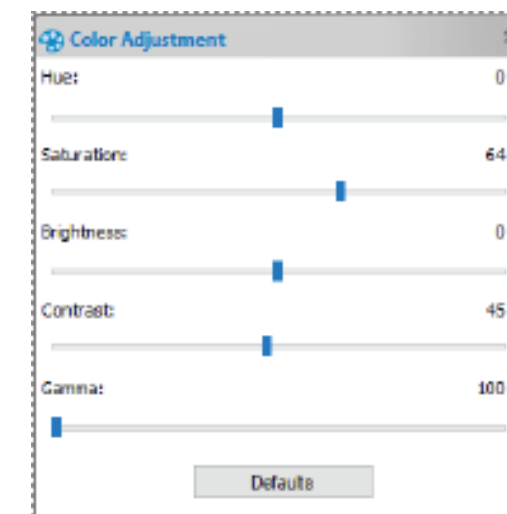 Color Adjustment
Hue: 0
Saturation: 64
Brightness: 0
Contrast: 45
Gamma: 100
Defaults